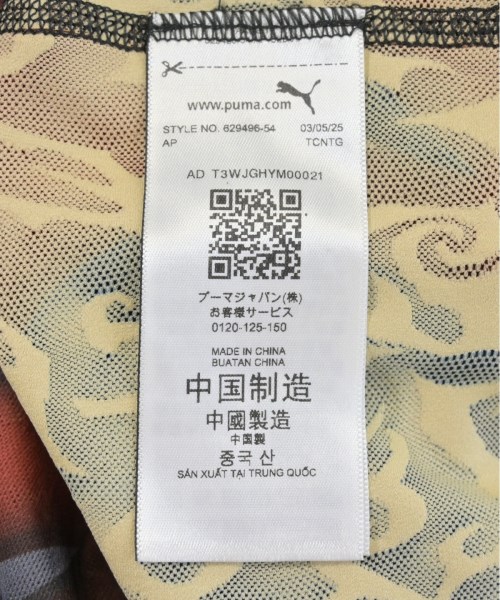 www.puma.com
STYLE NO. 629496-54 03/05/25
AP TCNTG
AD T3WJGHYM00021
プーマジャパン(株)
お客様サービス
0120-125-150
MADE IN CHINA
BUATAN CHINA
中国制造
中國製造
中国製
중국 산
SẢN XUẤT TẠI TRUNG QUỐC